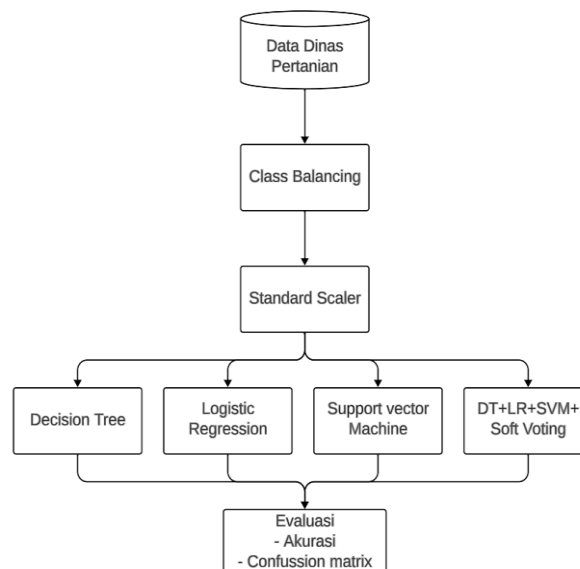 Data Dinas
Pertanian
Class Balancing
Standard Scaler
Decision Tree
Logistic
Regression
Support vector
Machine
DT+LR+SVM+
Soft Voting
Evaluasi
- Akurasi
- Confussion matrix